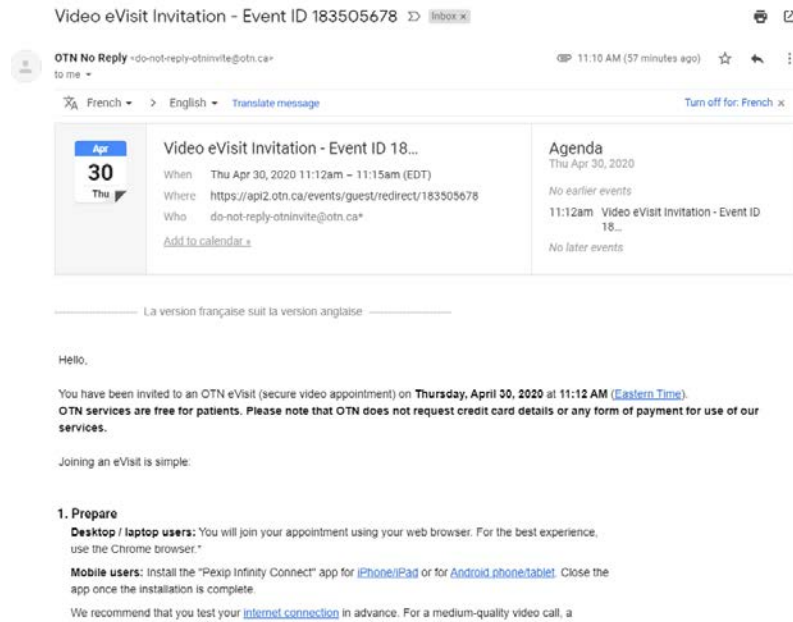 Video eVisit Invitation - Event ID 183505678 Inbox x
OTN No Reply <do-not-reply-otninvite@otn.ca>
11:10 AM (57 minutes ago)
to me
French > English Translate message
Turn off for: French x
Apr
30
Thu
Video eVisit Invitation - Event ID 18...
When Thu Apr 30, 2020 11:12am – 11:15am (EDT)
Where https://api2.otn.ca/events/guest/redirect/183505678
Who do-not-reply-otninvite@otn.ca*
Add to calendar »
Agenda
Thu Apr 30, 2020
No earlier events
11:12am Video eVisit Invitation - Event ID
18...
No later events
La version française suit la version anglaise
Hello,
You have been invited to an OTN eVisit (secure video appointment) on Thursday, April 30, 2020 at 11:12 AM (Eastern Time).
OTN services are free for patients. Please note that OTN does not request credit card details or any form of payment for use of our
services.
Joining an eVisit is simple:
1. Prepare
Desktop / laptop users: You will join your appointment using your web browser. For the best experience,
use the Chrome browser.*
Mobile users: Install the "Pexip Infinity Connect" app for iPhone/iPad or for Android phone/tablet. Close the
app once the installation is complete.
We recommend that you test your internet connection in advance. For a medium-quality video call, a